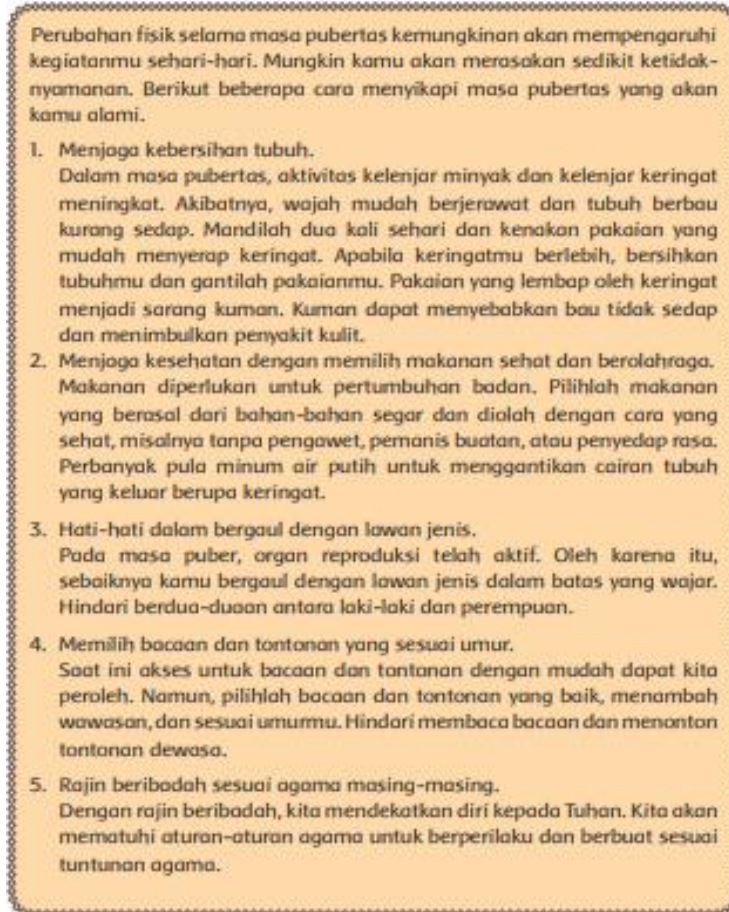 Perubahan fisik selama masa pubertas kemungkinan akan mempengaruhi
kegiatanmu sehari-hari. Mungkin kamu akan merasakan sedikit ketidak-
nyamanan. Berikut beberapa cara menyikapi masa pubertas yang akan
kamu alami.
1. Menjaga kebersihan tubuh.
Dalam masa pubertas, aktivitas kelenjar minyak dan kelenjar keringat
meningkat. Akibatnya, wajah mudah berjerawat dan tubuh berbau
kurang sedap. Mandilah dua kali sehari dan kenakan pakaian yang
mudah menyerap keringat. Apabila keringatmu berlebih, bersihkan
tubuhmu dan gantilah pakaianmu. Pakaian yang lembap oleh keringat
menjadi sarang kuman. Kuman dapat menyebabkan bau tidak sedap
dan menimbulkan penyakit kulit.
2. Menjaga kesehatan dengan memilih makanan sehat dan berolahraga.
Makanan diperlukan untuk pertumbuhan badan. Pilihlah makanan
yang berasal dari bahan-bahan segar dan diolah dengan cara yang
sehat, misalnya tanpa pengawet, pemanis buatan, atau penyedap rasa.
Perbanyak pula minum air putih untuk menggantikan cairan tubuh
yang keluar berupa keringat.
3. Hati-hati dalam bergaul dengan lawan jenis.
Pada masa puber, organ reproduksi telah aktif. Oleh karena itu,
sebaiknya kamu bergaul dengan lawan jenis dalam batas yang wajar.
Hindari berdua-duaan antara laki-laki dan perempuan.
4. Memilih bacaan dan tontonan yang sesuai umur.
Saat ini akses untuk bacaan dan tontonan dengan mudah dapat kita
peroleh. Namun, pilihlah bacaan dan tontonan yang baik, menambah
wawasan, dan sesuai umurmu. Hindari membaca bacaan dan menonton
tontonan dewasa.
5. Rajin beribadah sesuai agama masing-masing.
Dengan rajin beribadah, kita mendekatkan diri kepada Tuhan. Kita akan
mematuhi aturan-aturan agama untuk berperilaku dan berbuat sesuai
tuntunan agama.